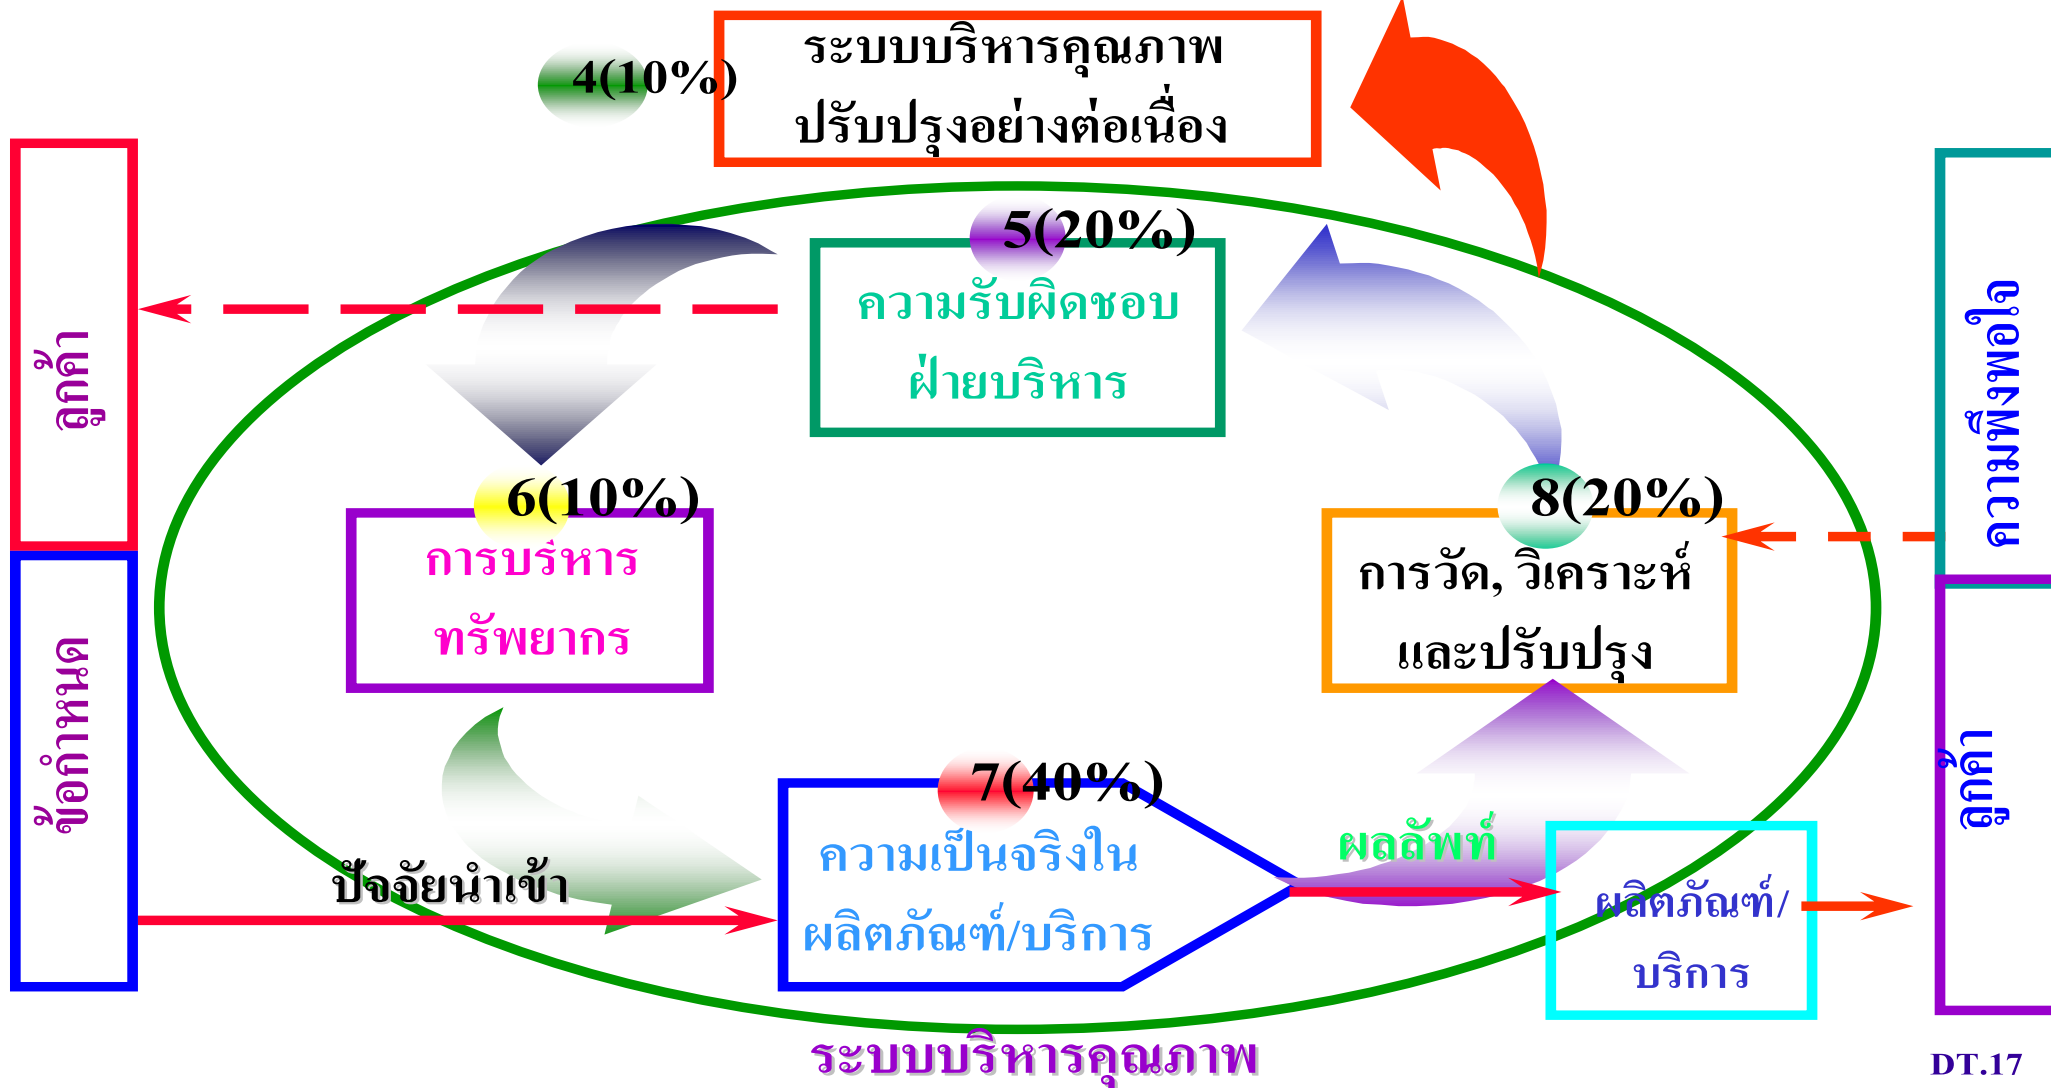 ระบบบริหารคุณภาพ
ปรับปรุงอย่างต่อเนื่อง
4(10%)
5(20%)
ความรับผิดชอบ
ฝ่ายบริหาร
ลูกค้า
ข้อกำหนด
6(10%)
การบริหาร
ทรัพยากร
8(20%)
การวัด, วิเคราะห์
และปรับปรุง
ความพึงพอใจ
ลูกค้า
7(40%)
ความเป็นจริงใน
ผลิตภัณฑ์/บริการ
ปัจจัยนำเข้า
ผลลัพท์
ผลิตภัณฑ์/
บริการ
ระบบบริหารคุณภาพ
DT.17